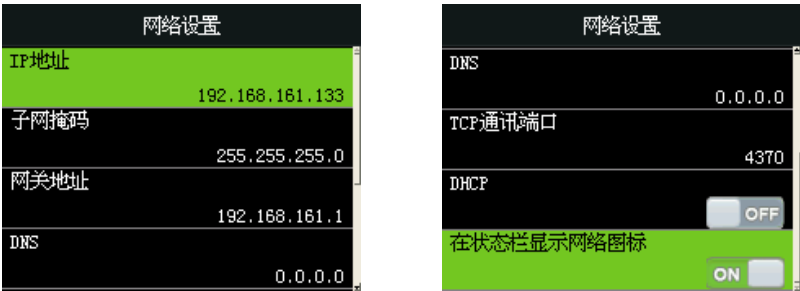 网络设置
IP地址
192.168.161.133
子网掩码
255.255.255.0
网关地址
192.168.161.1
DNS
0.0.0.0
网络设置
DNS
0.0.0.0
TCP通讯端口
4370
DHCP
OFF
在状态栏显示网络图标
ON